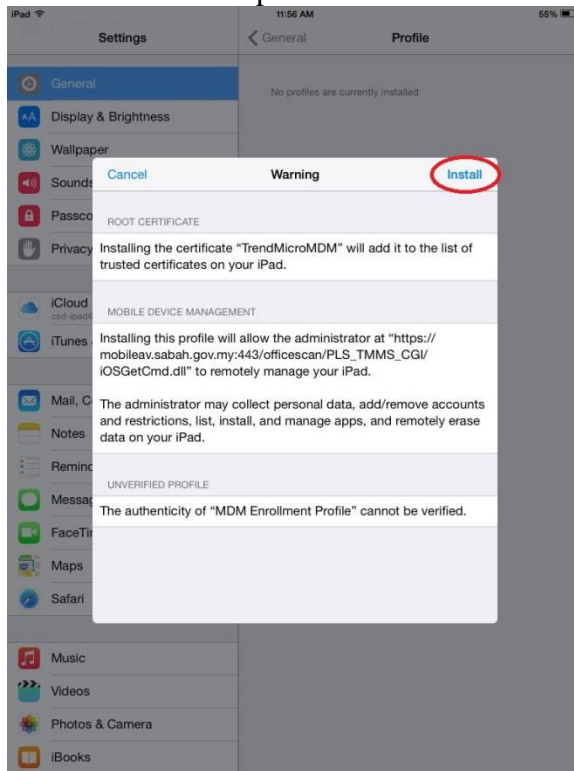 iPad
11:56 AM
55%
Settings
General
Profile
General
No profiles are currently installed
Display & Brightness
Wallpaper
Sounds
Cancel
Warning
Install
Passco
ROOT CERTIFICATE
Privacy
Installing the certificate “TrendMicroMDM” will add it to the list of
trusted certificates on your iPad.
iCloud
MOBILE DEVICE MANAGEMENT
iTunes
Installing this profile will allow the administrator at “https://
mobileav.sabah.gov.my:443/officescan/PLS_TMMS_CGI/
iOSGetCmd.dll” to remotely manage your iPad.
Mail, C
The administrator may collect personal data, add/remove accounts
and restrictions, list, install, and manage apps, and remotely erase
data on your iPad.
Notes
Reminc
UNVERIFIED PROFILE
Messag
The authenticity of “MDM Enrollment Profile” cannot be verified.
FaceTi
Maps
Safari
Music
Videos
Photos & Camera
iBooks